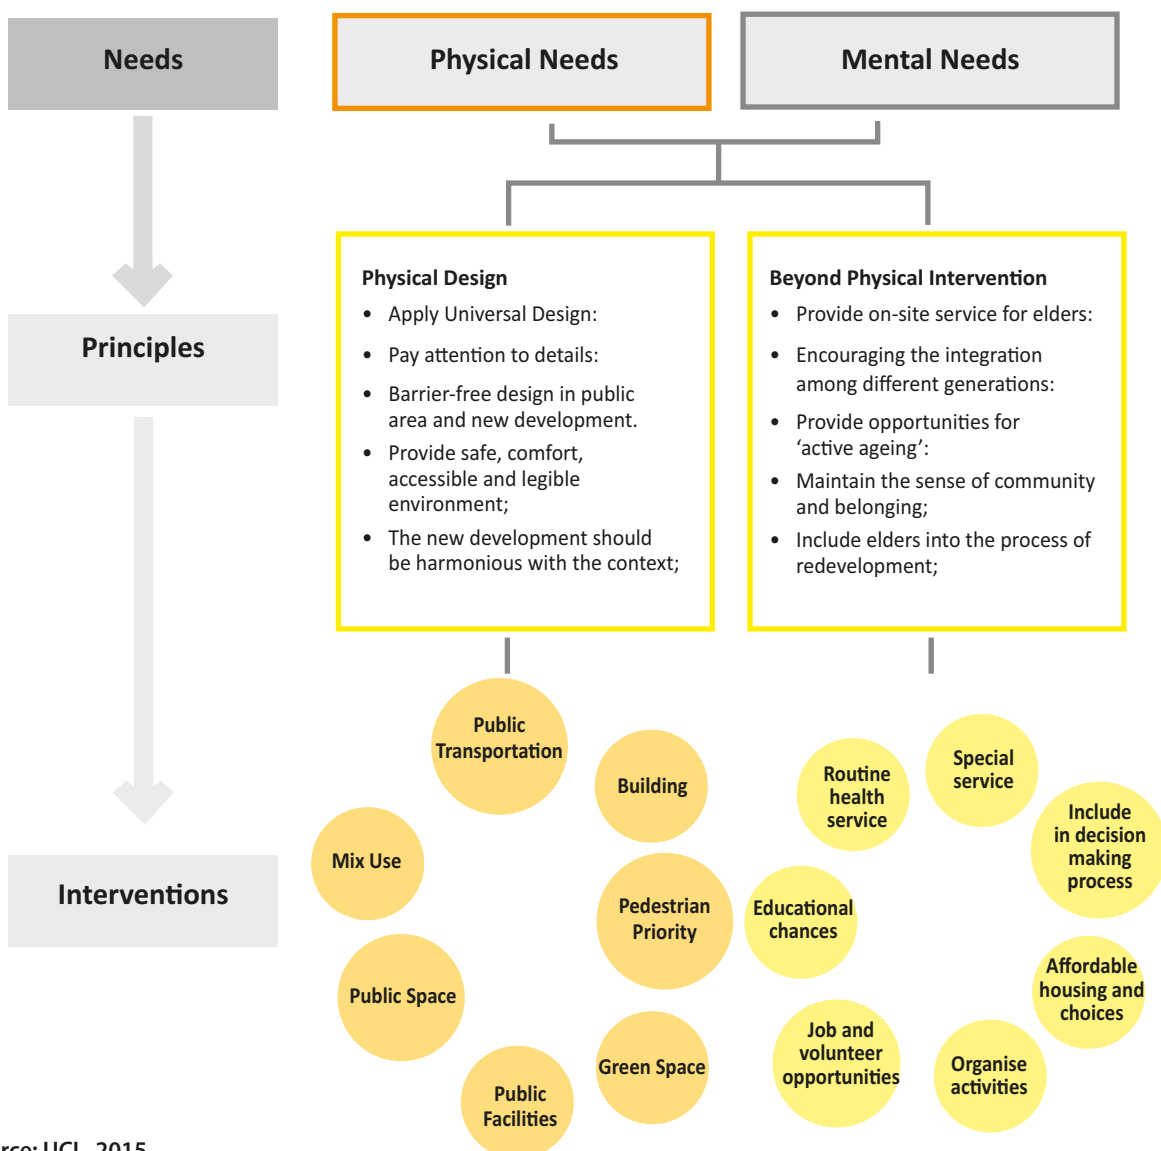 Needs
Physical Needs
Mental Needs
Principles
Physical Design
• Apply Universal Design:
• Pay attention to details:
• Barrier-free design in public
area and new development.
• Provide safe, comfort,
accessible and legible
environment;
• The new development should
be harmonious with the context;
Beyond Physical Intervention
• Provide on-site service for elders:
• Encouraging the integration
among different generations:
• Provide opportunities for
‘active ageing’:
• Maintain the sense of community
and belonging;
• Include elders into the process of
redevelopment;
Interventions
Public
Transportation
Building
Mix Use
Pedestrian
Priority
Public Space
Green Space
Public
Facilities
Routine
health
service
Special
service
Include
in decision
making
process
Educational
chances
Affordable
housing and
choices
Job and
volunteer
opportunities
Organise
activities
UCL, 2015